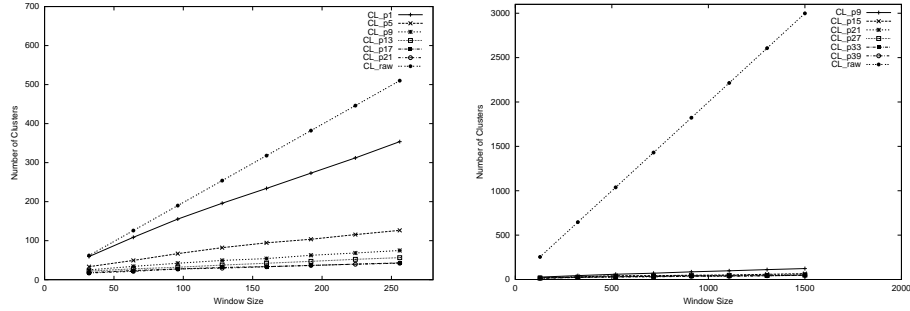 700
600
500
400
300
200
100
0
Number of Clusters
0
50
100
150
200
250
Window Size
CL_p1
CL_p5
CL_p9
CL_p13
CL_p17
CL_p21
CL_raw
3000
2500
2000
1500
1000
500
0
Number of Clusters
0
500
1000
1500
2000
Window Size
CL_p9
CL_p15
CL_p21
CL_p27
CL_p33
CL_p39
CL_raw